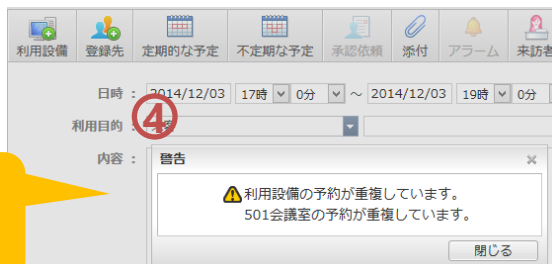 利用設備 登録先 定期的な予定 不定期な予定 承認依頼 添付 アラーム 来訪者
日時 : 2014/12/03 17時 0分 ～ 2014/12/03 19時 0分
④
利用目的 :
内容 :
警告 ×
利用設備の予約が重複しています。
501会議室の予約が重複しています。
閉じる